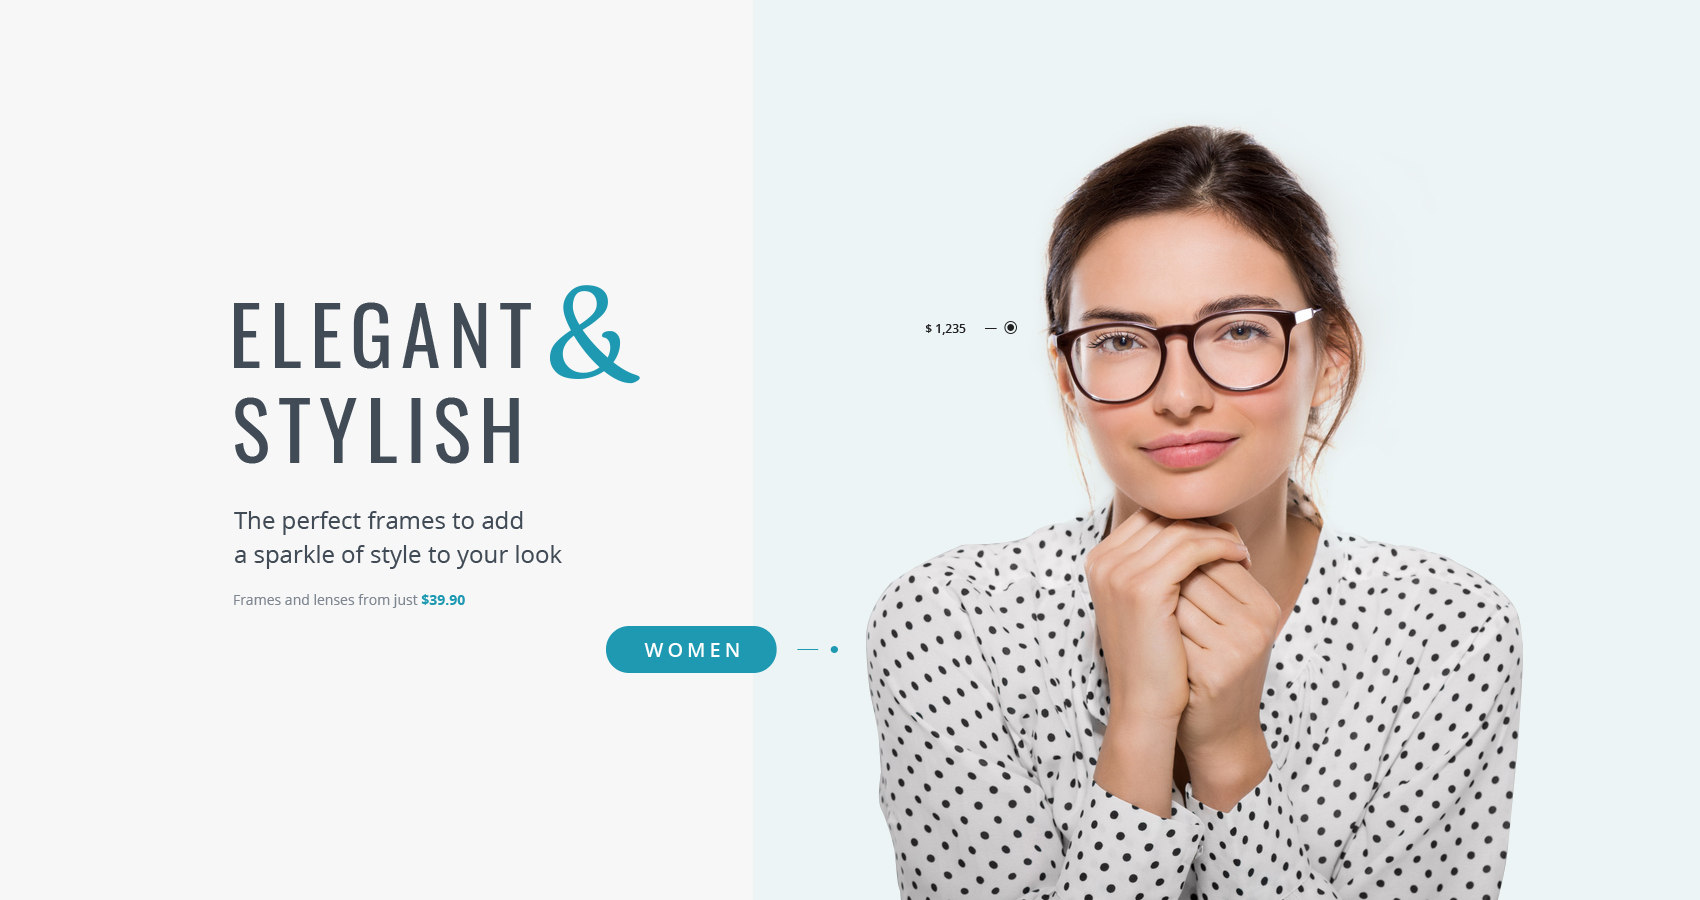 ELEGANT &
STYLISH
The perfect frames to add
a sparkle of style to your look
Frames and lenses from just $39.90
WOMEN
$ 1,235